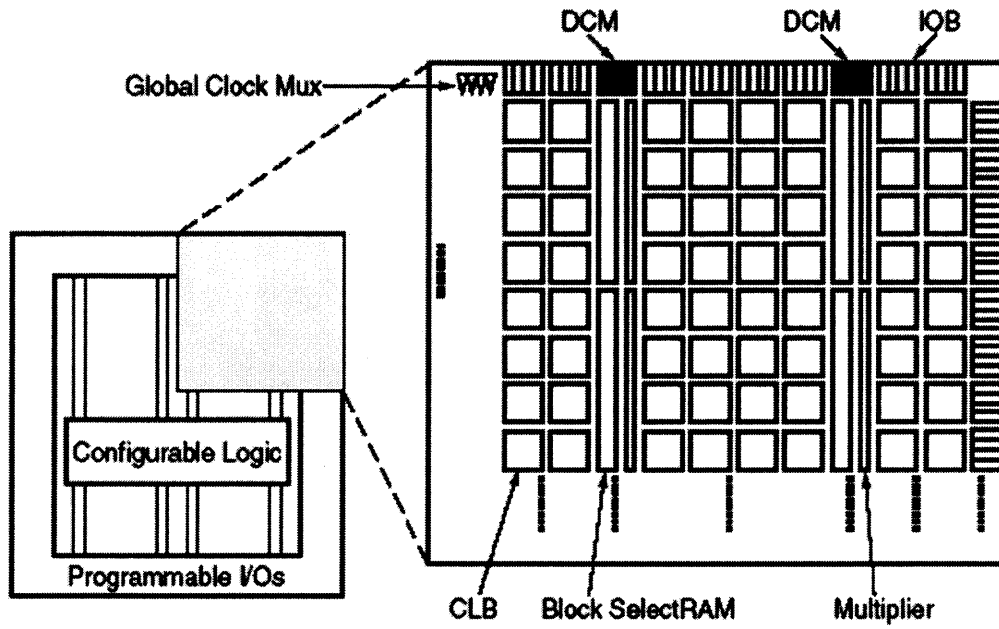 DCM
DCM
IOB
Global Clock Mux
Configurable Logic
Programmable I/Os
CLB
Block SelectRAM
Multiplier